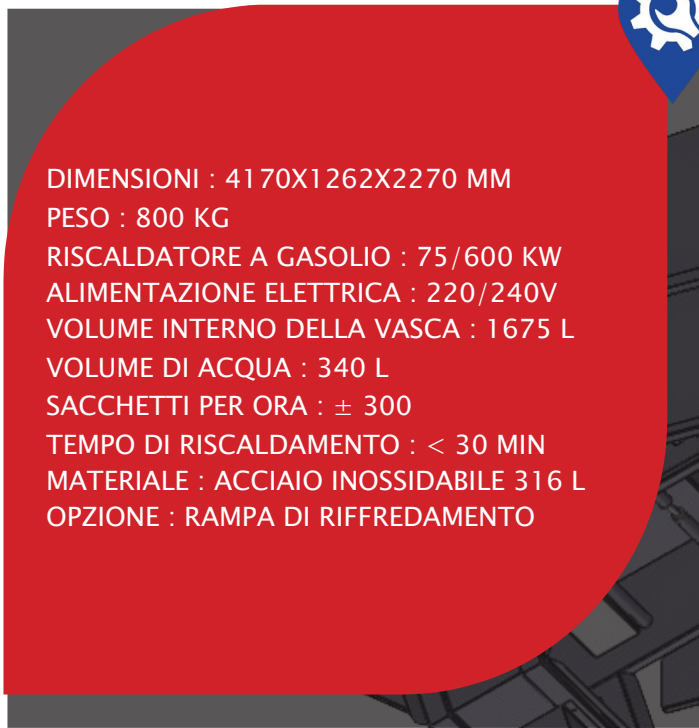 DIMENSIONI : 4170X1262X2270 MM
PESO : 800 KG
RISCALDATORE A GASOLIO : 75/600 KW
ALIMENTAZIONE ELETTRICA : 220/240V
VOLUME INTERNO DELLA VASCA : 1675 L
VOLUME DI ACQUA : 340 L
SACCHETTI PER ORA : ± 300
TEMPO DI RISCALDAMENTO : < 30 MIN
MATERIALE : ACCIAIO INOSSIDABILE 316 L
OPZIONE : RAMPA DI RIFFREDAMENTO